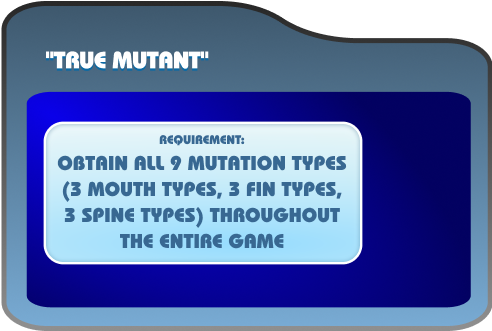 "TRUE MUTANT"
REQUIREMENT:
OBTAIN ALL 9 MUTATION TYPES
(3 MOUTH TYPES, 3 FIN TYPES,
3 SPINE TYPES) THROUGHOUT
THE ENTIRE GAME